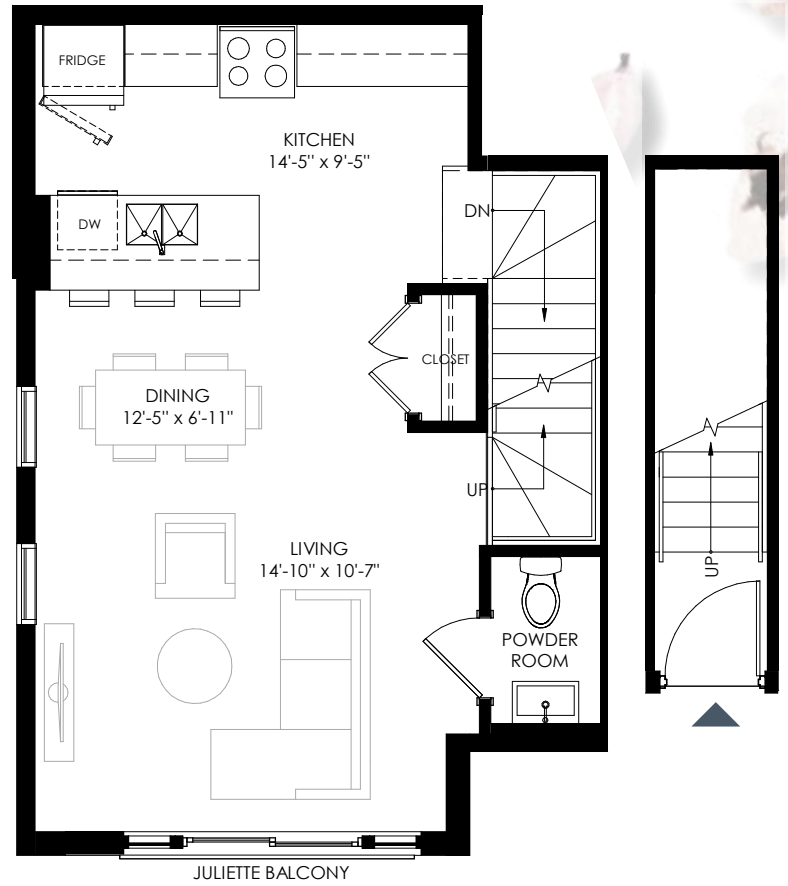 FRIDGE
KITCHEN
14'-5" x 9'-5"
DW
DN
CLOSET
DINING
12'-5" x 6'-11"
UP
LIVING
14'-10" x 10'-7"
UP
POWDER
ROOM
JULIETTE BALCONY